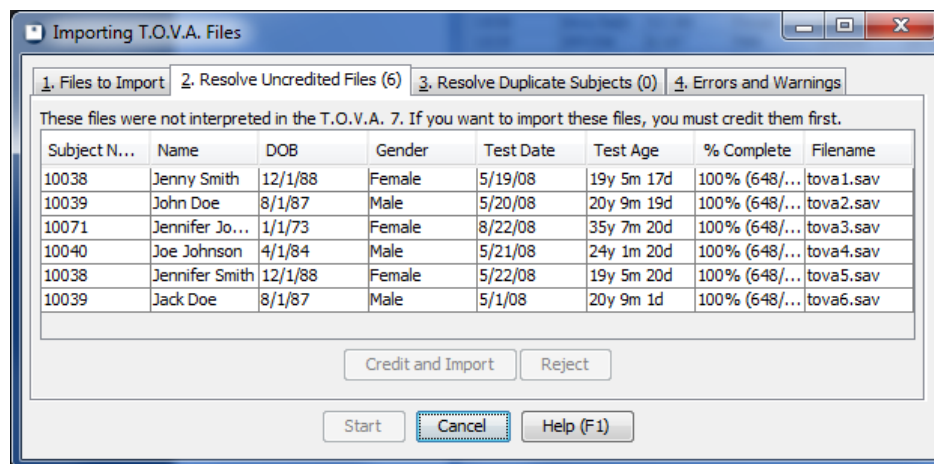 Importing T.O.V.A. Files
1. Files to Import 2. Resolve Uncredited Files (6) 3. Resolve Duplicate Subjects (0) 4. Errors and Warnings
These files were not interpreted in the T.O.V.A. 7. If you want to import these files, you must credit them first.
Subject N... Name DOB Gender Test Date Test Age % Complete Filename
10038 Jenny Smith 12/1/88 Female 5/19/08 19y 5m 17d 100% (648/... tova1.sav
10039 John Doe 8/1/87 Male 5/20/08 20y 9m 19d 100% (648/... tova2.sav
10071 Jennifer Jo... 1/1/73 Female 8/22/08 35y 7m 20d 100% (648/... tova3.sav
10040 Joe Johnson 4/1/84 Male 5/21/08 24y 1m 20d 100% (648/... tova4.sav
10038 Jennifer Smith 12/1/88 Female 5/22/08 19y 5m 20d 100% (648/... tova5.sav
10039 Jack Doe 8/1/87 Male 5/1/08 20y 9m 1d 100% (648/... tova6.sav
Credit and Import Reject
Start Cancel Help (F1)